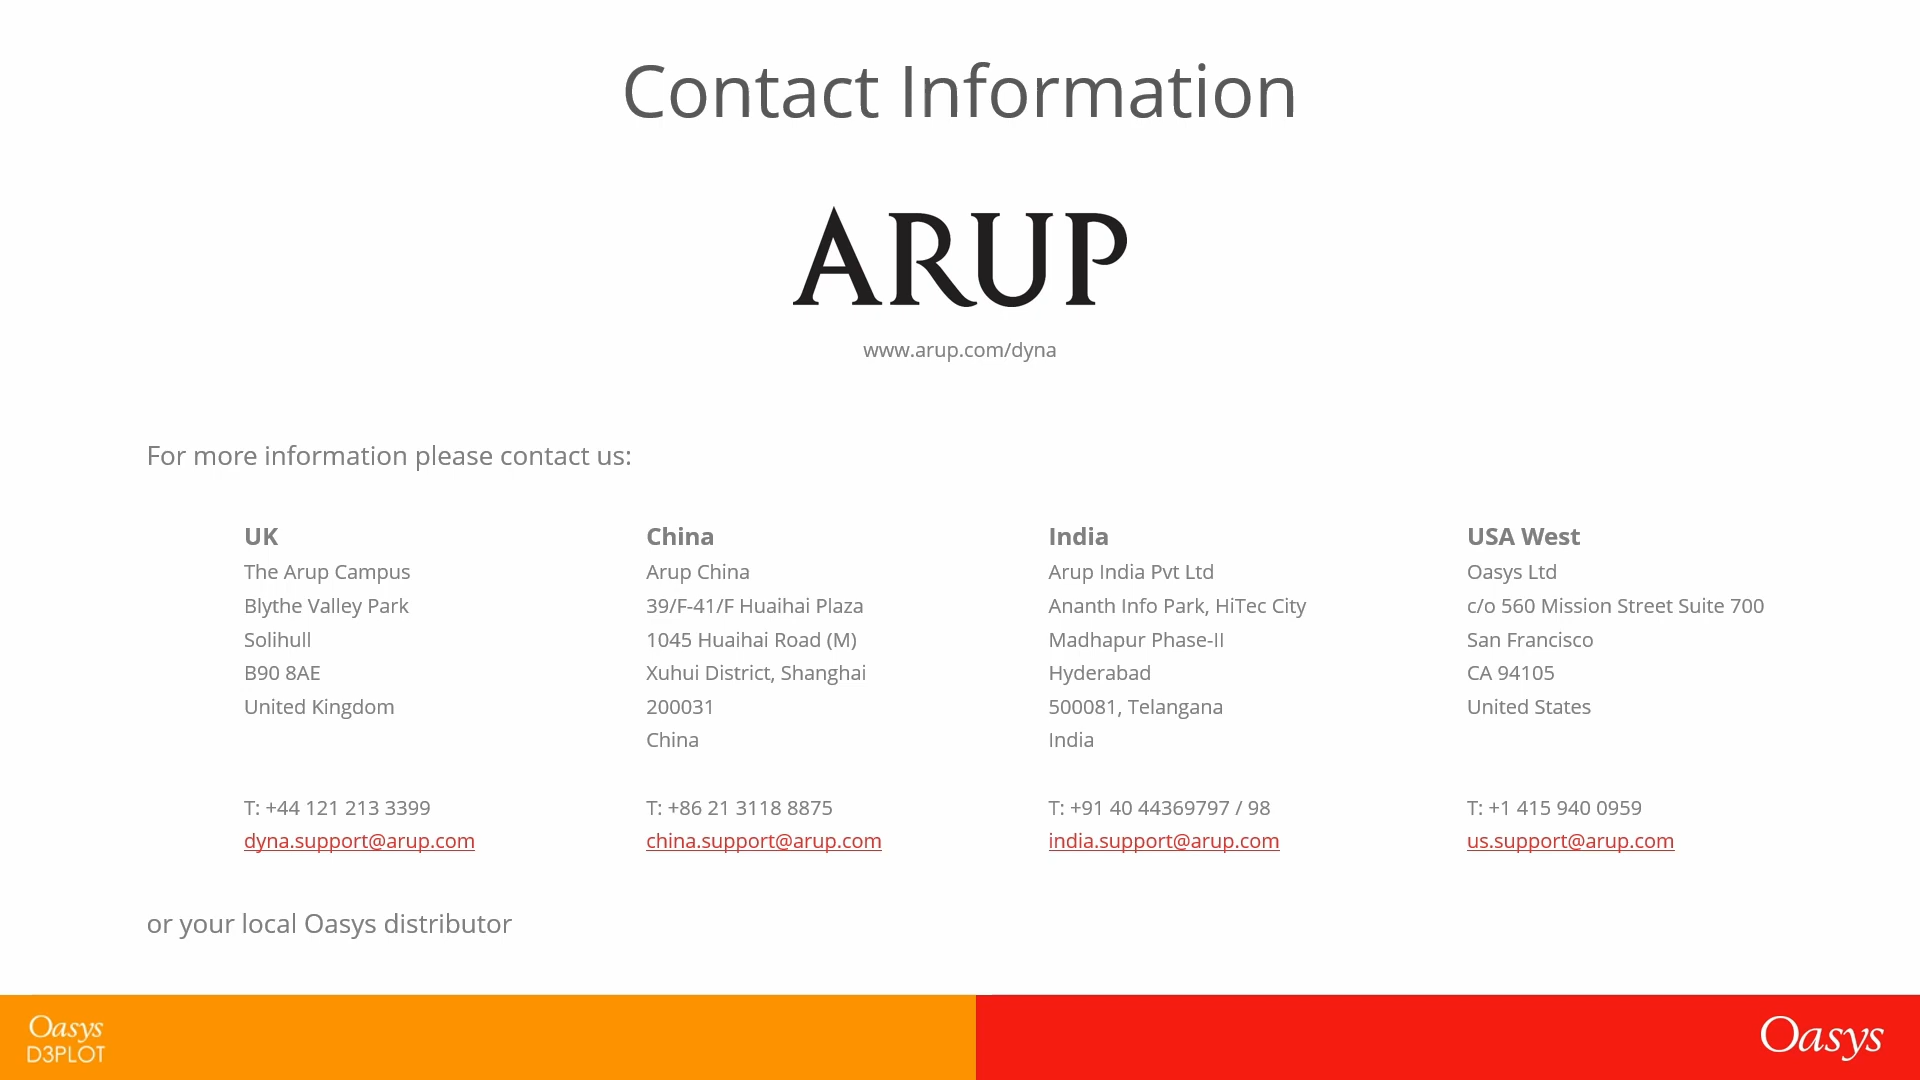 Contact Information
ARUP
www.arup.com/dyna
For more information please contact us:
UK
The Arup Campus
Blythe Valley Park
Solihull
B90 8AE
United Kingdom
T: +44 121 213 3399
dyna.support@arup.com
China
Arup China
39/F-41/F Huaihai Plaza
1045 Huaihai Road (M)
Xuhui District, Shanghai
200031
China
T: +86 21 3118 8875
china.support@arup.com
India
Arup India Pvt Ltd
Ananth Info Park, HiTec City
Madhapur Phase-II
Hyderabad
500081, Telangana
India
T: +91 40 44369797 / 98
india.support@arup.com
USA West
Oasys Ltd
c/o 560 Mission Street Suite 700
San Francisco
CA 94105
United States
T: +1 415 940 0959
us.support@arup.com
or your local Oasys distributor
Oasys
D3PLOT
Oasys